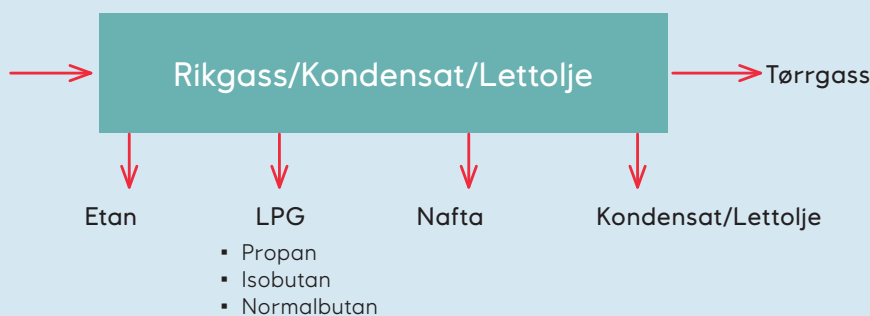 Rikgass/Kondensat/Lettolje
Tørrgass
Etan
LPG
Nafta
Kondensat/Lettolje
▪ Propan
▪ Isobutan
▪ Normalbutan